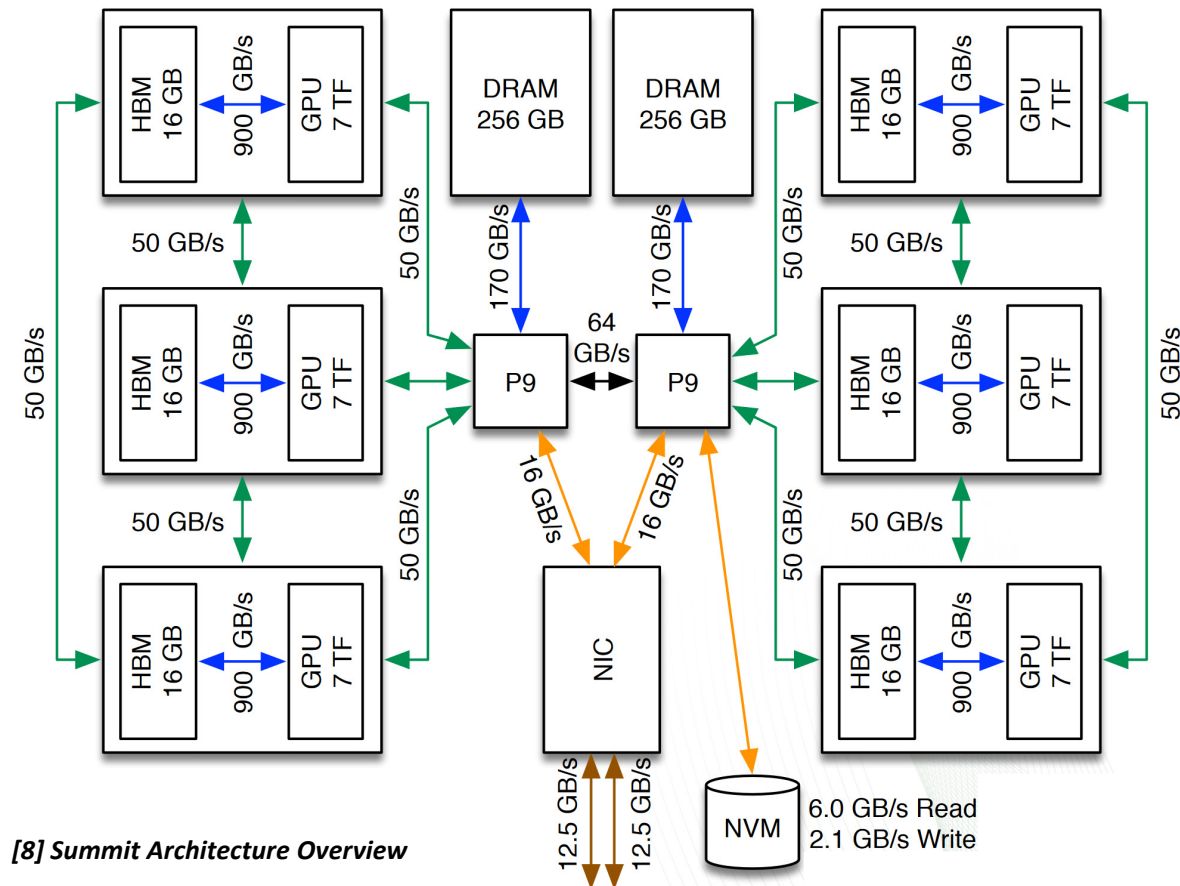 HBM
16 GB
900 GB/s
GPU
7 TF
DRAM
256 GB
DRAM
256 GB
HBM
16 GB
900 GB/s
GPU
7 TF
50 GB/s
50 GB/s
170 GB/s
170 GB/s
50 GB/s
50 GB/s
50 GB/s
HBM
16 GB
900 GB/s
GPU
7 TF
P9
64
GB/s
P9
HBM
16 GB
900 GB/s
GPU
7 TF
50 GB/s
50 GB/s
50 GB/s
16 GB/s
16 GB/s
50 GB/s
50 GB/s
HBM
16 GB
900 GB/s
GPU
7 TF
NIC
HBM
16 GB
900 GB/s
GPU
7 TF
50 GB/s
12.5 GB/s
12.5 GB/s
NVM
6.0 GB/s Read
2.1 GB/s Write
[8] Summit Architecture Overview